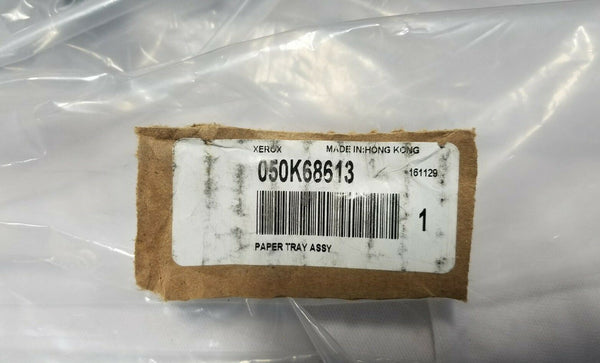 XEROX MADE IN:HONG KONG
050K68613 161129
1
PAPER TRAY ASSY